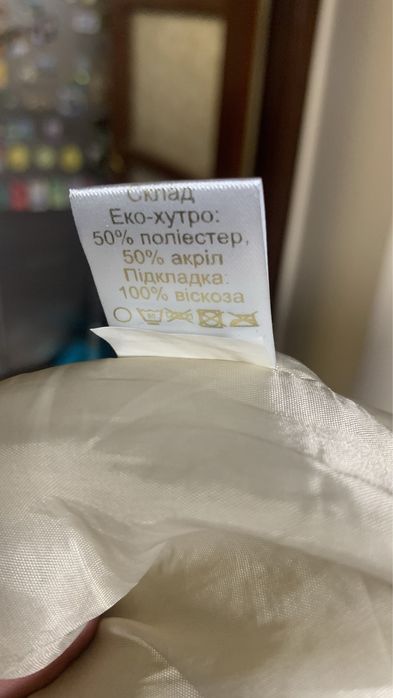 Склад
Еко-хутро:
50% поліестер,
50% акріл
Підкладка:
100% віскоза